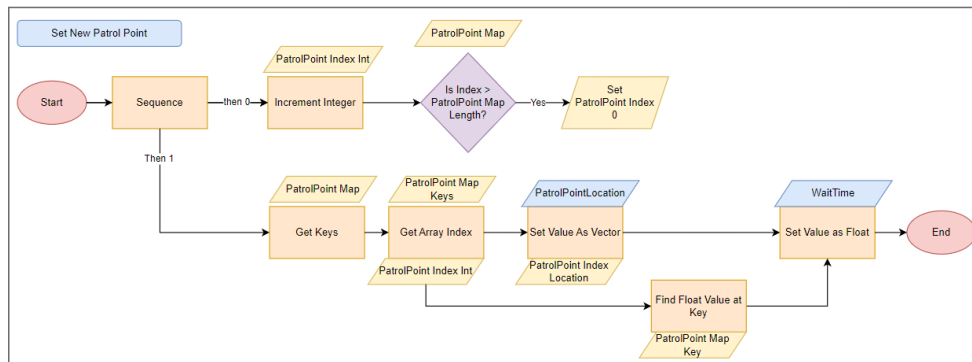 Set New Patrol Point
PatrolPoint Map
PatrolPoint Index Int
Start
Sequence
then 0
Increment Integer
Is Index >
PatrolPoint Map
Length?
Yes
Set
PatrolPoint Index
0
Then 1
PatrolPoint Map
PatrolPoint Map
Keys
PatrolPointLocation
WaitTime
Get Keys
Get Array Index
Set Value As Vector
Set Value as Float
End
PatrolPoint Index Int
PatrolPoint Index
Location
Find Float Value at
Key
PatrolPoint Map
Key